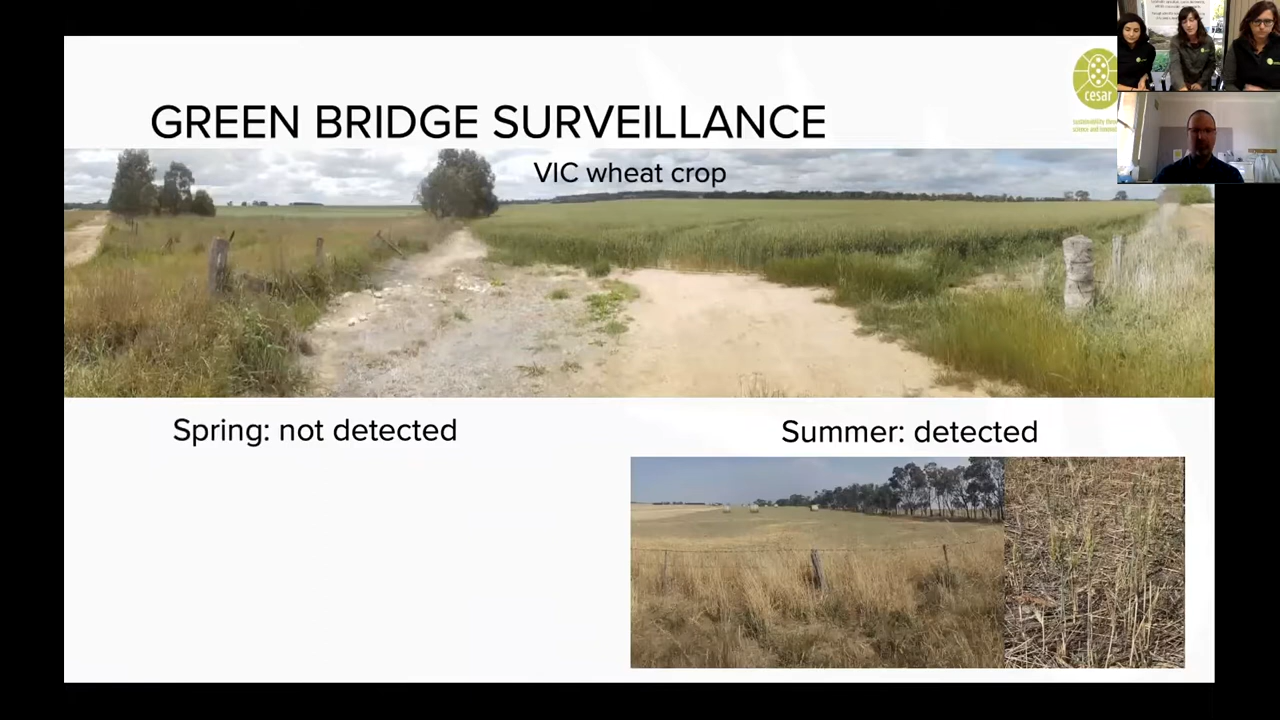 GREEN BRIDGE SURVEILLANCE
cesar
VIC wheat crop
Spring: not detected
Summer: detected